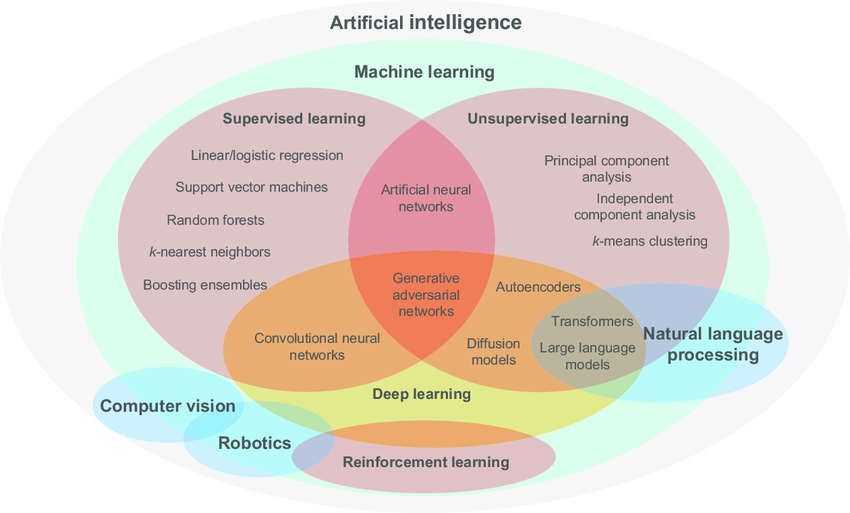 Artificial intelligence
Machine learning
Supervised learning
Unsupervised learning
Linear/logistic regression
Support vector machines
Random forests
k-nearest neighbors
Boosting ensembles
Artificial neural
networks
Principal component
analysis
Independent
component analysis
k-means clustering
Generative
adversarial
networks
Autoencoders
Convolutional neural
networks
Diffusion
models
Transformers
Large language
models
Natural language
processing
Deep learning
Computer vision
Robotics
Reinforcement learning